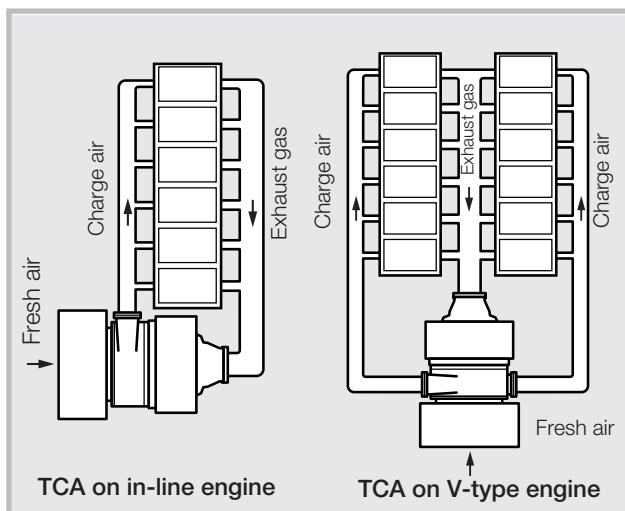 Charge air
Exhaust gas
Fresh air
TCA on in-line engine
Charge air
Exhaust gas
Charge air
Fresh air
TCA on V-type engine